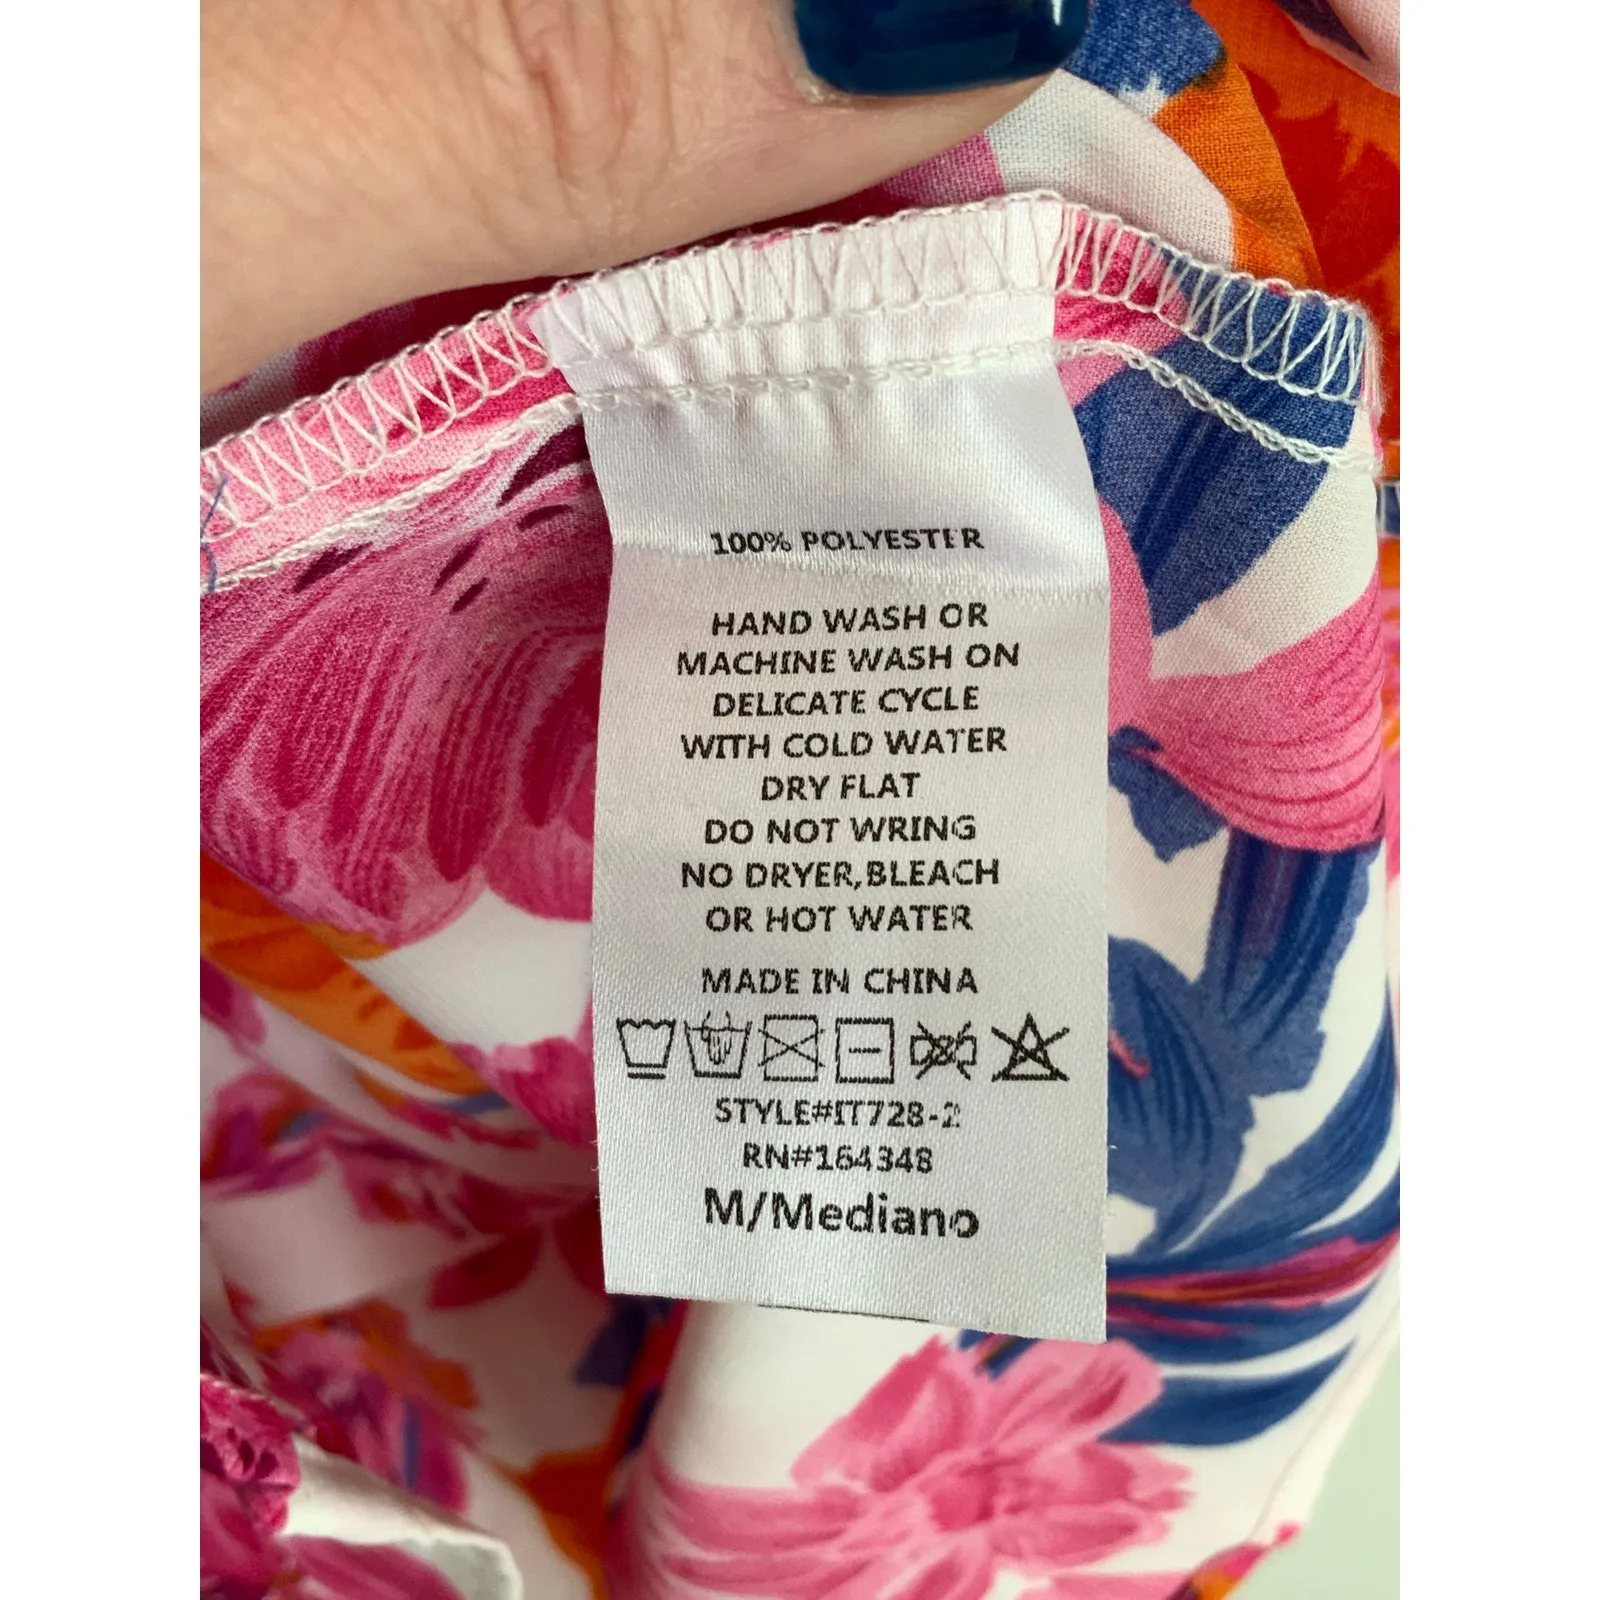 100% POLYESTER
HAND WASH OR
MACHINE WASH ON
DELICATE CYCLE
WITH COLD WATER
DRY FLAT
DO NOT WRING
NO DRYER,BLEACH
OR HOT WATER
MADE IN CHINA
STYLE#IT728-2
RN#164348
M/Mediano